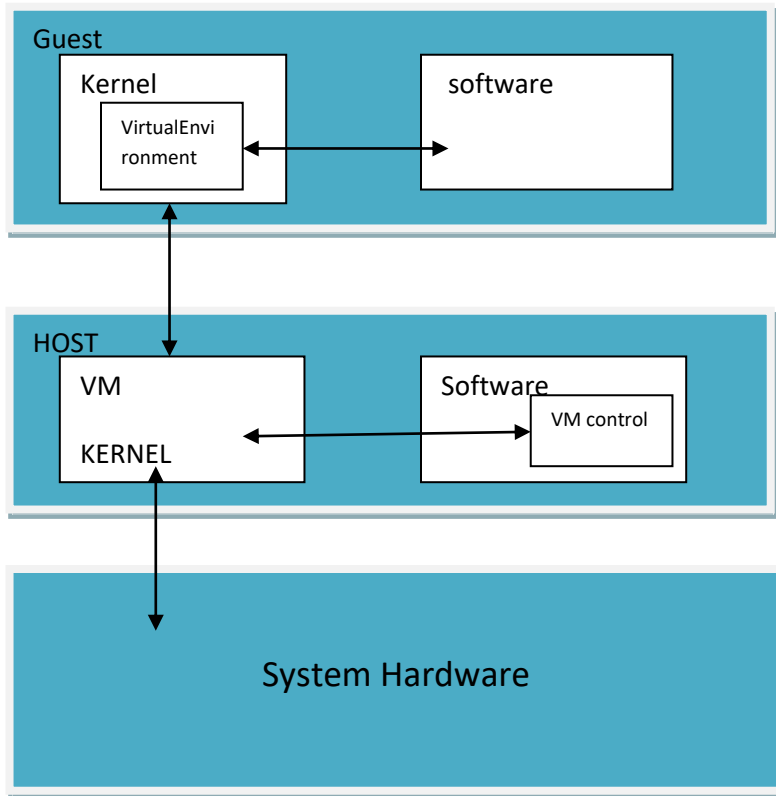 Guest
Kernel
software
VirtualEnvi
ronment
HOST
VM
Software
VM control
KERNEL
System Hardware